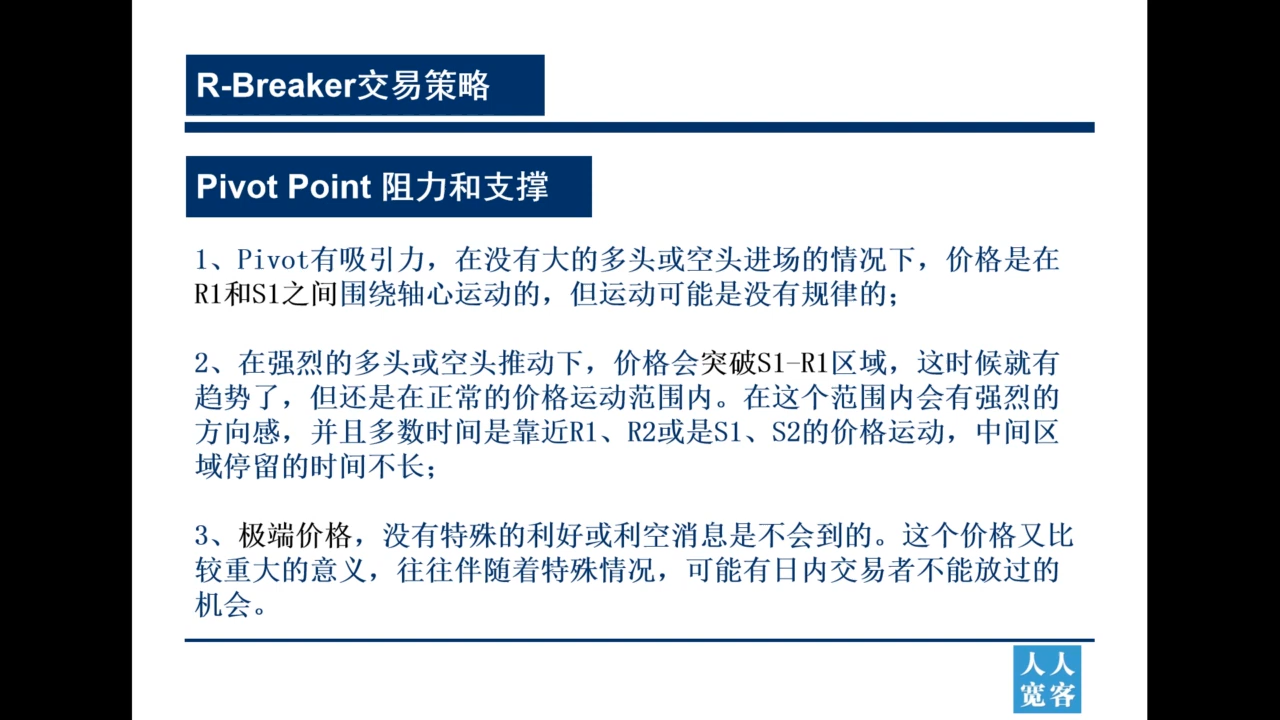 R-Breaker交易策略
Pivot Point 阻力和支撑
1、Pivot有吸引力，在没有大的多头或空头进场的情况下，价格是在
R1和S1之间围绕轴心运动的，但运动可能是没有规律的；
2、在强烈的多头或空头推动下，价格会突破S1-R1区域，这时候就有
趋势了，但还是在正常的价格运动范围内。在这个范围内会有强烈的
方向感，并且多数时间是靠近R1、R2或是S1、S2的价格运动，中间区
域停留的时间不长；
3、极端价格，没有特殊的利好或利空消息是不会到的。这个价格又比
较重大的意义，往往伴随着特殊情况，可能有日内交易者不能放过的
机会。
人人
宽客